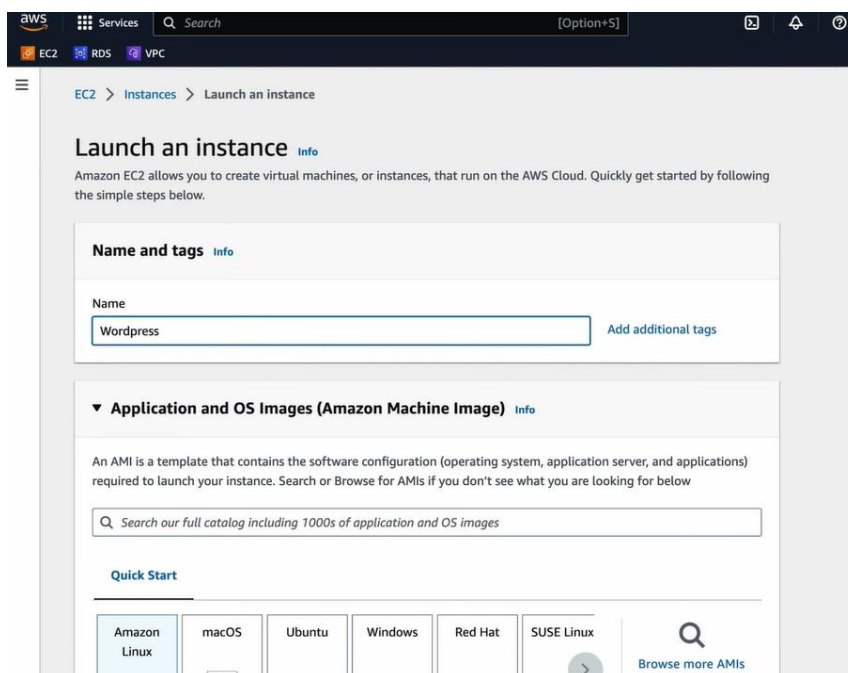 aws
Services
Search
[Option+S]
EC2 RDS VPC
EC2 > Instances > Launch an instance
Launch an instance Info
Amazon EC2 allows you to create virtual machines, or instances, that run on the AWS Cloud. Quickly get started by following
the simple steps below.
Name and tags Info
Name
Wordpress
Add additional tags
Application and OS Images (Amazon Machine Image) Info
An AMI is a template that contains the software configuration (operating system, application server, and applications)
required to launch your instance. Search or Browse for AMIs if you don't see what you are looking for below
Search our full catalog including 1000s of application and OS images
Quick Start
Amazon
Linux
macOS
Ubuntu
Windows
Red Hat
SUSE Linux
Browse more AMIs